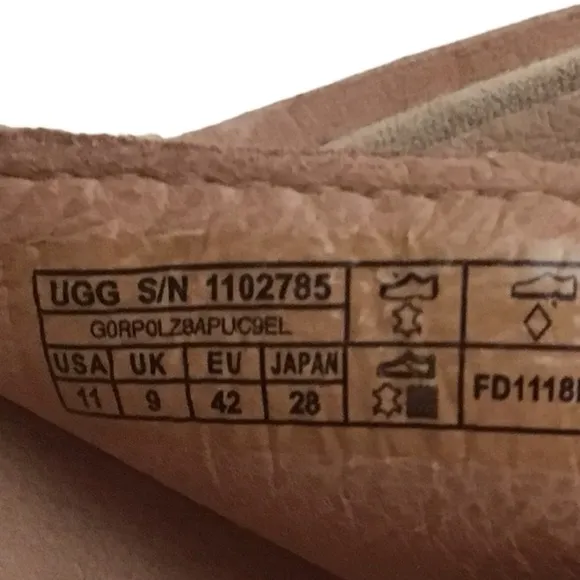 UGG S/N 1102785
G0RP0LZ8APUC9EL
USA UK EU JAPAN
11 9 42 28
FD1118